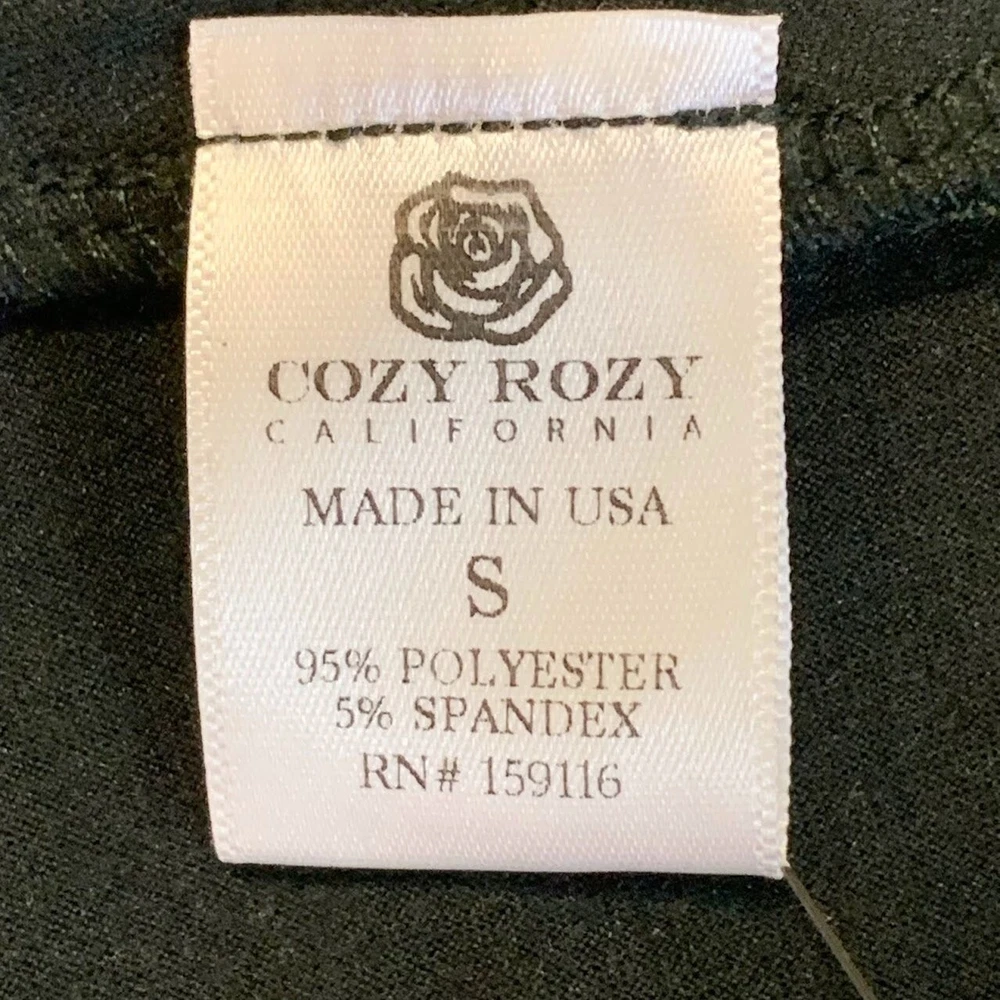 COZY ROZY
CALIFORNIA
MADE IN USA
S
95% POLYESTER
5% SPANDEX
RN# 159116